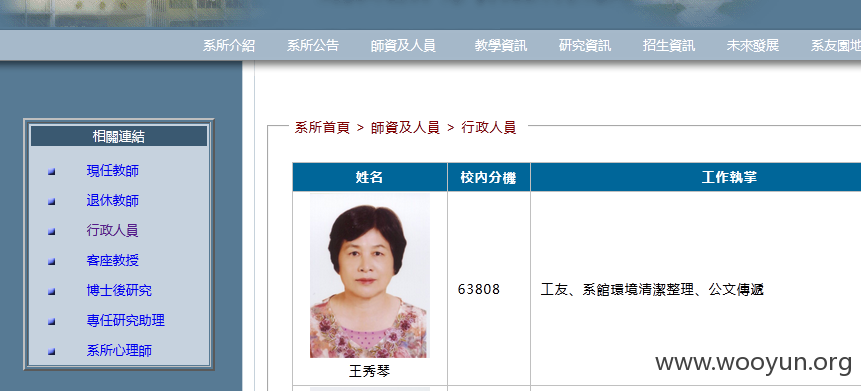 系所介紹 系所公告 師資及人員 教學資訊 研究資訊 招生資訊 未來發展 系友園地
相關連結
現任教師
退休教師
行政人員
客座教授
博士後研究
專任研究助理
系所心理師
系所首頁 > 師資及人員 > 行政人員
姓名 校內分機 工作執掌
63808 工友、系館環境清潔整理、公文傳遞
王秀琴
www.wooyun.org